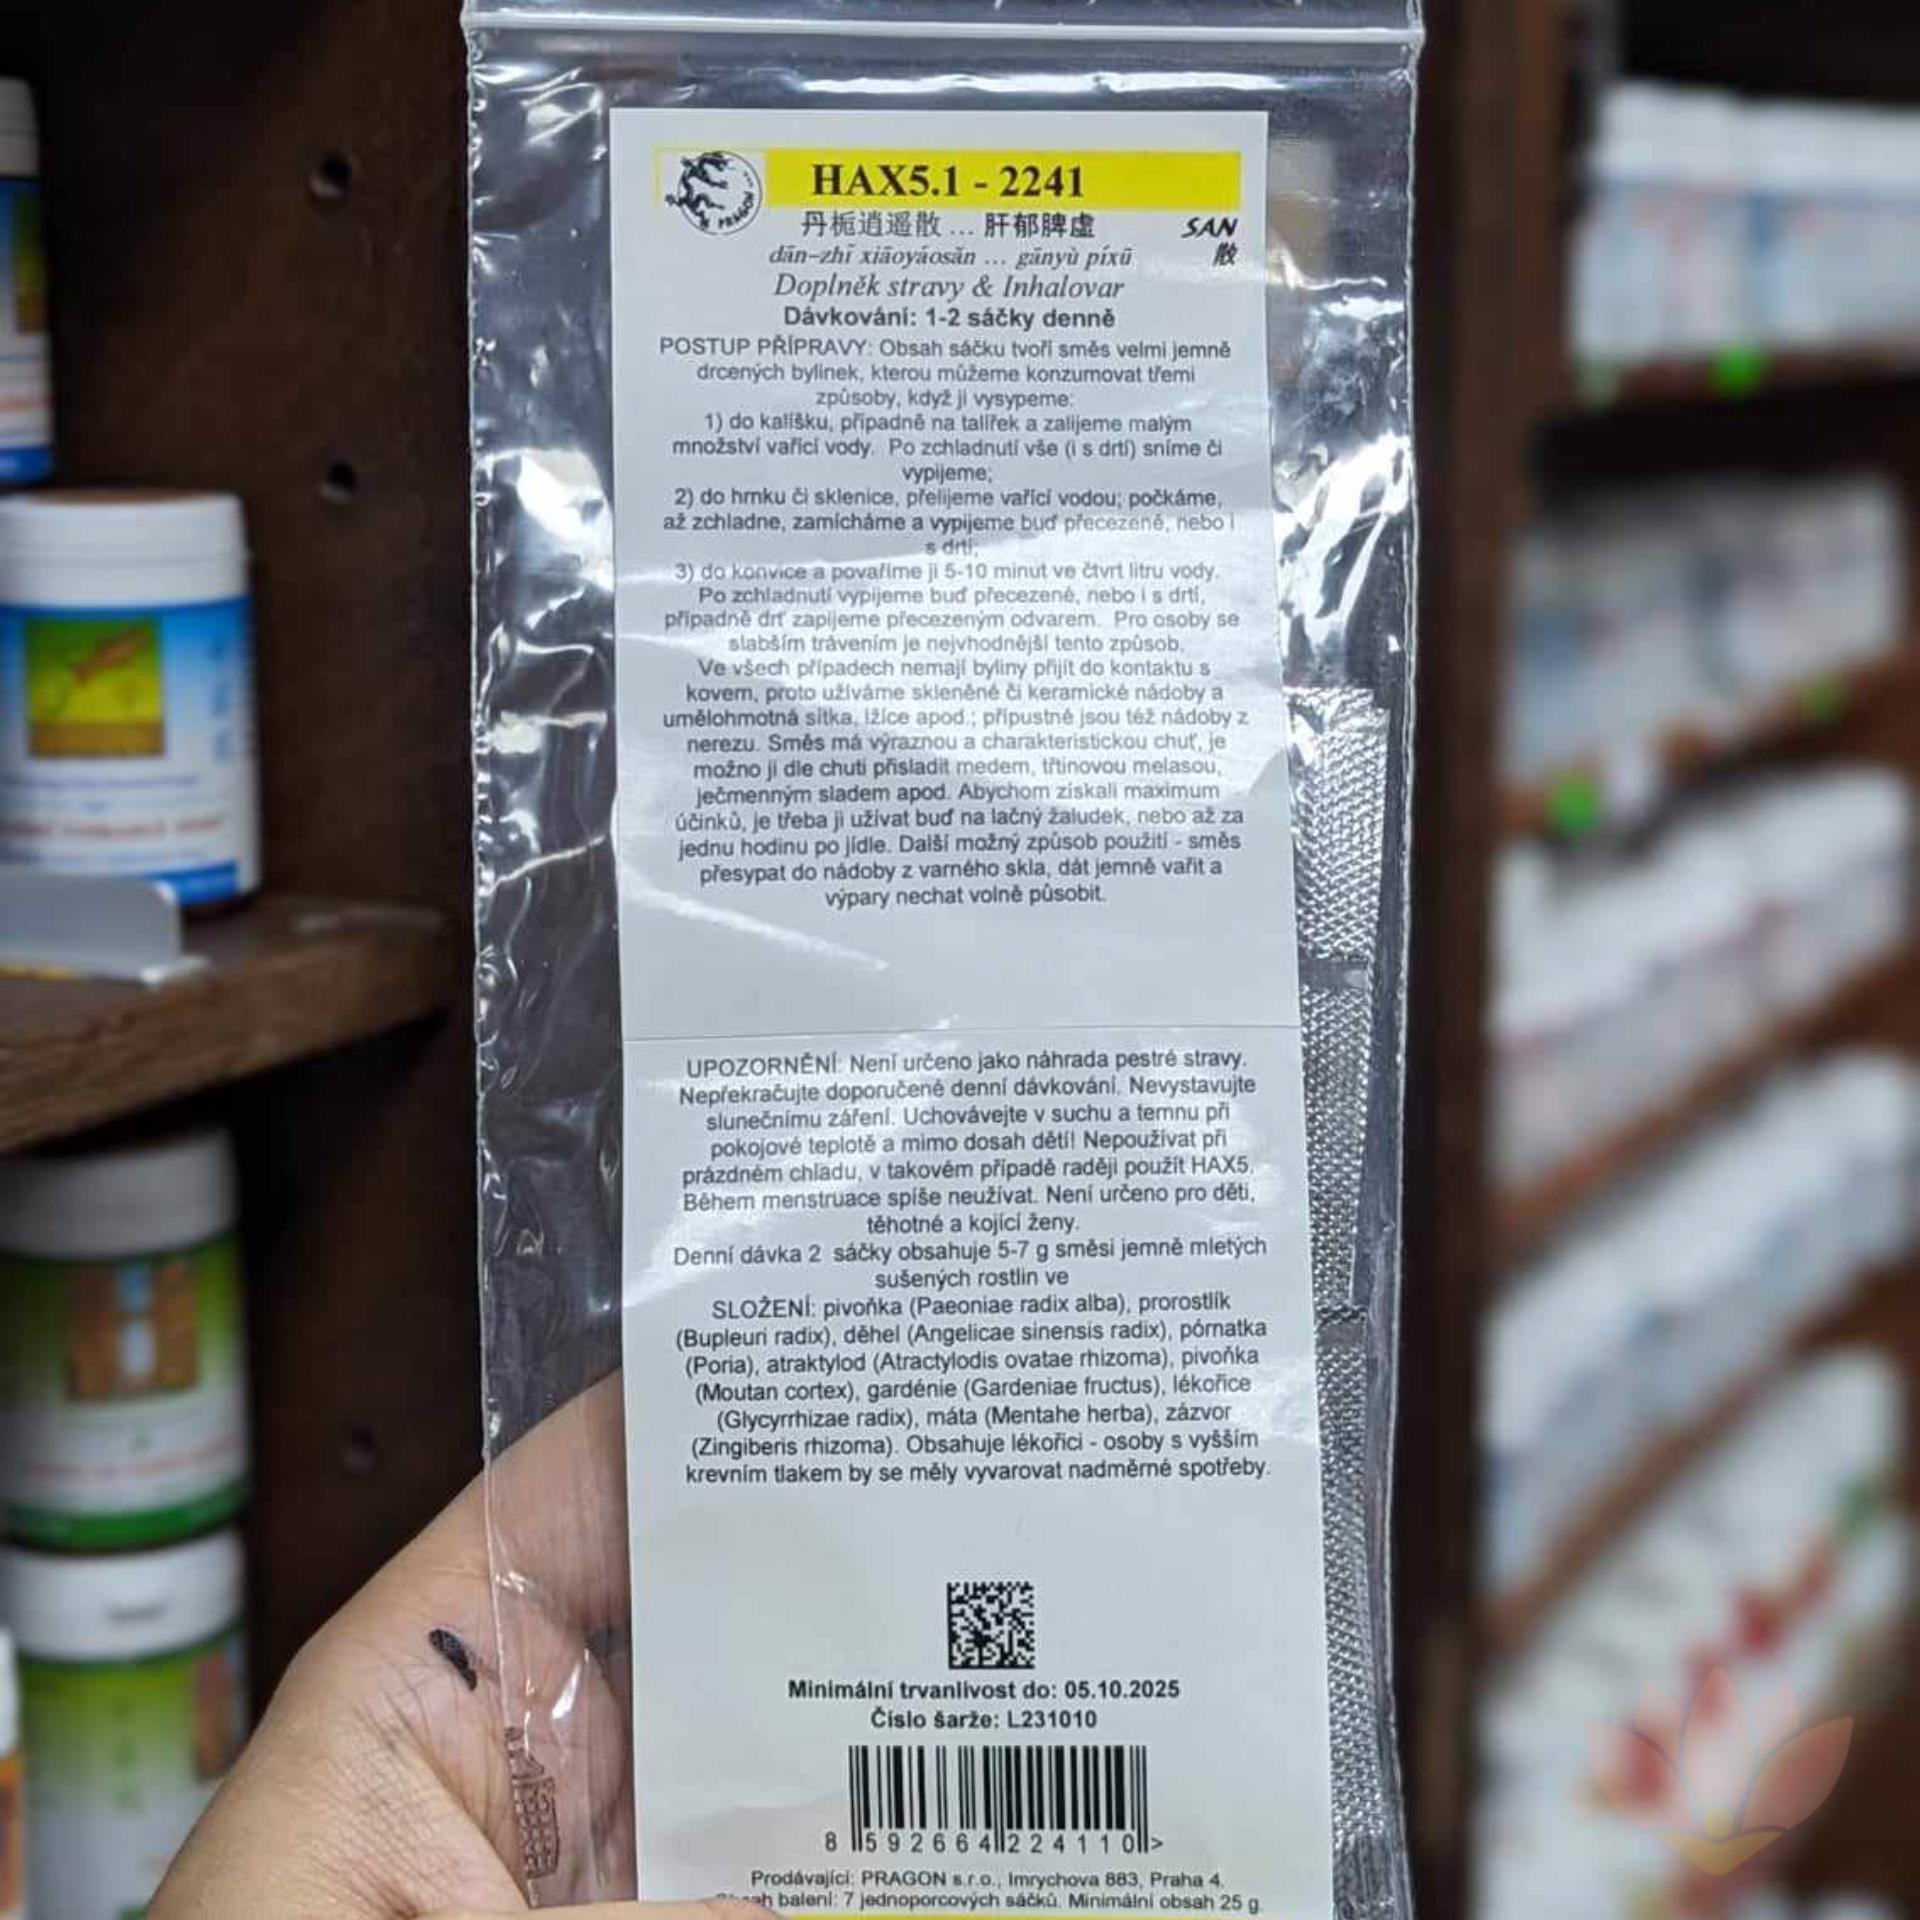 HAX5.1 - 2241
PRAGON
丹栀逍遥散 ... 肝郁脾虚
SAN
dān-zhī xiāoyáosǎn ... gānyù píxū
散
Doplněk stravy & Inhalovar
Dávkování: 1-2 sáčky denně
POSTUP PŘÍPRAVY: Obsah sáčku tvoří směs velmi jemně
drcených bylinek, kterou můžeme konzumovat třemi
způsoby, když ji vysypeme:
1) do kalíšku, případně na talířek a zalijeme malým
množství vařící vody. Po zchladnutí vše (i s drtí) sníme či
vypijeme;
2) do hrnku či sklenice, přelijeme vařící vodou; počkáme,
až zchladne, zamícháme a vypijeme buď přecezené, nebo i
s drtí;
3) do konvice a povaříme ji 5-10 minut ve čtvrt litru vody.
Po zchladnutí vypijeme buď přecezené, nebo i s drtí,
případně drť zapijeme přecezeným odvarem. Pro osoby se
slabším trávením je nejvhodnější tento způsob.
Ve všech případech nemají byliny přijít do kontaktu s
kovem, proto užíváme skleněné či keramické nádoby a
umělohmotná sítka, lžíce apod.; přípustné jsou též nádoby z
nerezu. Směs má výraznou a charakteristickou chuť, je
možno ji dle chuti přisladit medem, třtinovou melasou,
ječmenným sladem apod. Abychom získali maximum
účinků, je třeba ji užívat buď na lačný žaludek, nebo až za
jednu hodinu po jídle. Další možný způsob použití - směs
přesypat do nádoby z varného skla, dát jemně vařit a
výpary nechat volně působit.
UPOZORNĚNÍ: Není určeno jako náhrada pestré stravy.
Nepřekračujte doporučené denní dávkování. Nevystavujte
slunečnímu záření. Uchovávejte v suchu a temnu při
pokojové teplotě a mimo dosah dětí! Nepoužívat při
prázdném chladu, v takovém případě raději použít HAX5.
Během menstruace spíše neužívat. Není určeno pro děti,
těhotné a kojící ženy.
Denní dávka 2 sáčky obsahuje 5-7 g směsi jemně mletých
sušených rostlin ve
SLOŽENÍ: pivoňka (Paeoniae radix alba), prorostlík
(Bupleuri radix), děhel (Angelicae sinensis radix), pórnatka
(Poria), atraktylod (Atractylodis ovatae rhizoma), pivoňka
(Moutan cortex), gardénie (Gardeniae fructus), lékořice
(Glycyrrhizae radix), máta (Mentahe herba), zázvor
(Zingiberis rhizoma). Obsahuje lékořici - osoby s vyšším
krevním tlakem by se měly vyvarovat nadměrné spotřeby.
Minimální trvanlivost do: 05.10.2025
Číslo šarže: L231010
8 592664 224110 >
Prodávající: PRAGON s.r.o., Imrychova 883, Praha 4.
balení: 7 jednoporcových sáčků. Minimální obsah 25 g.